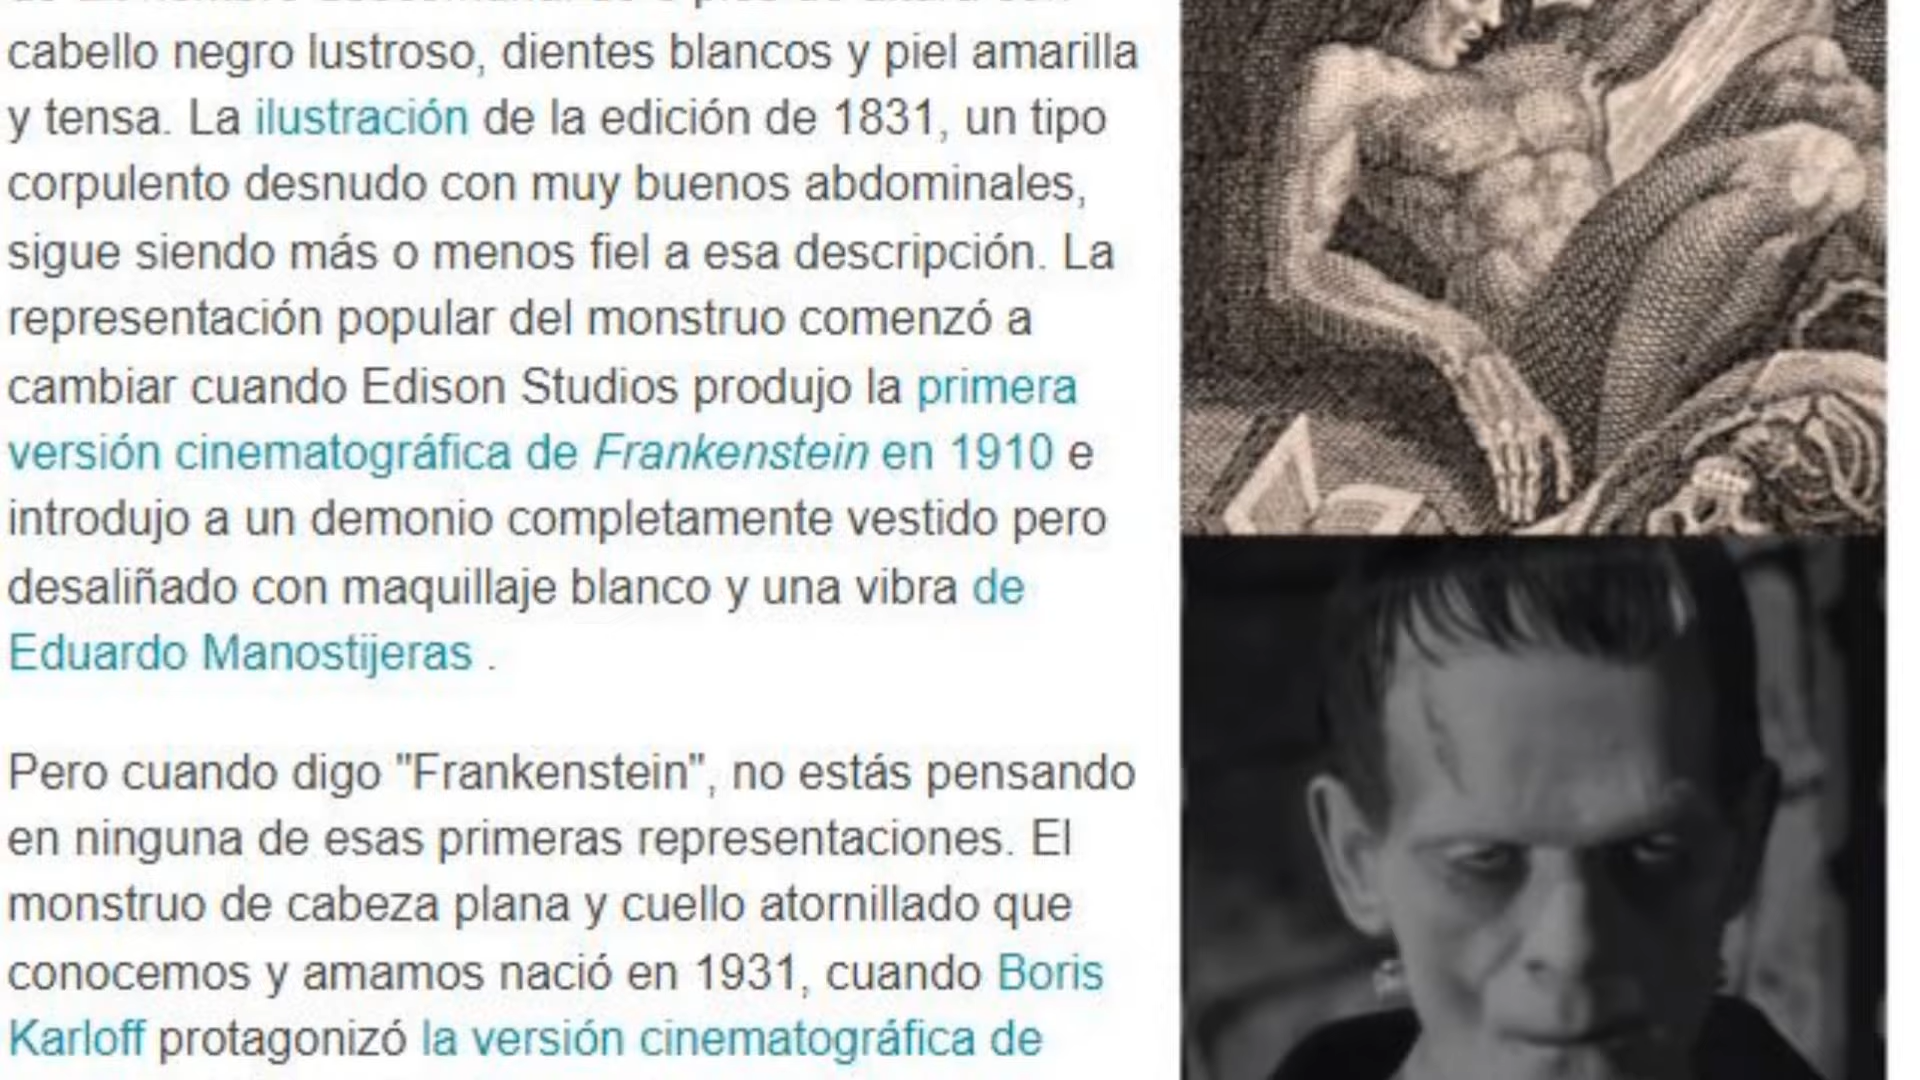 cabello negro lustroso, dientes blancos y piel amarilla
y tensa. La ilustración de la edición de 1831, un tipo
corpulento desnudo con muy buenos abdominales,
sigue siendo más o menos fiel a esa descripción. La
representación popular del monstruo comenzó a
cambiar cuando Edison Studios produjo la primera
versión cinematográfica de Frankenstein en 1910 e
introdujo a un demonio completamente vestido pero
desaliñado con maquillaje blanco y una vibra de
Eduardo Manostijeras .
Pero cuando digo "Frankenstein", no estás pensando
en ninguna de esas primeras representaciones. El
monstruo de cabeza plana y cuello atornillado que
conocemos y amamos nació en 1931, cuando Boris
Karloff protagonizó la versión cinematográfica de